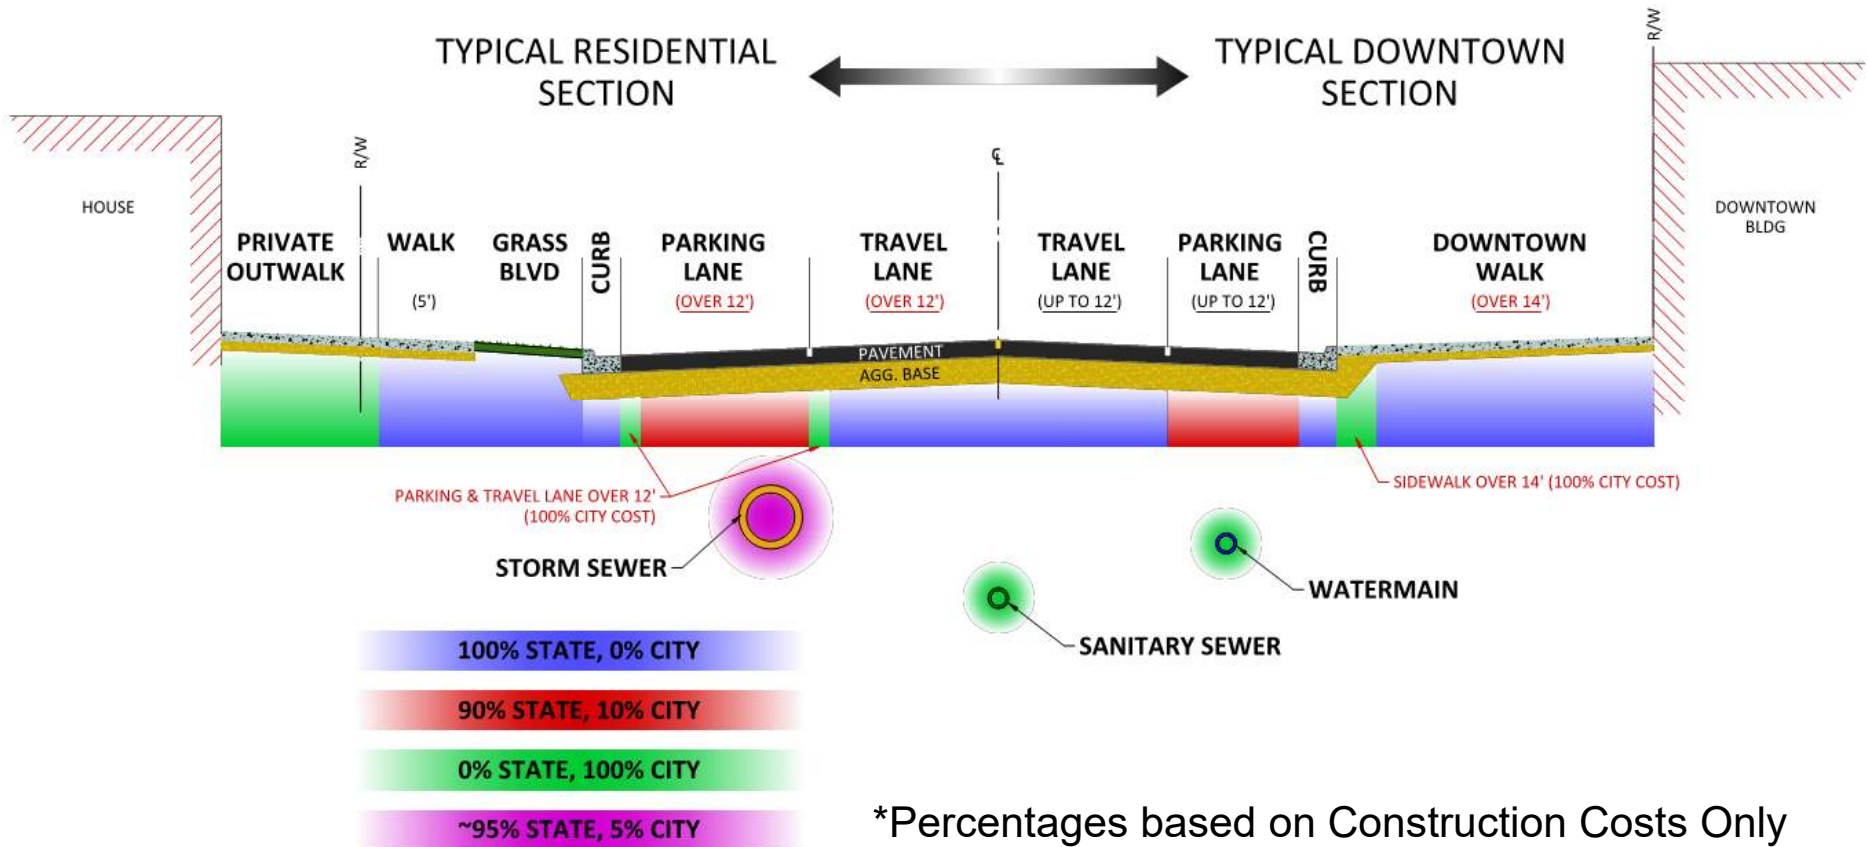 TYPICAL RESIDENTIAL
SECTION
TYPICAL DOWNTOWN
SECTION
R/W
R/W
℄
HOUSE
DOWNTOWN
BLDG
PRIVATE
OUTWALK
WALK
(5')
GRASS
BLVD
CURB
PARKING
LANE
(OVER 12')
TRAVEL
LANE
(OVER 12')
TRAVEL
LANE
(UP TO 12')
PARKING
LANE
(UP TO 12')
CURB
DOWNTOWN
WALK
(OVER 14')
PAVEMENT
AGG. BASE
PARKING & TRAVEL LANE OVER 12'
(100% CITY COST)
SIDEWALK OVER 14' (100% CITY COST)
STORM SEWER
WATERMAIN
SANITARY SEWER
100% STATE, 0% CITY
90% STATE, 10% CITY
0% STATE, 100% CITY
~95% STATE, 5% CITY
*Percentages based on Construction Costs Only